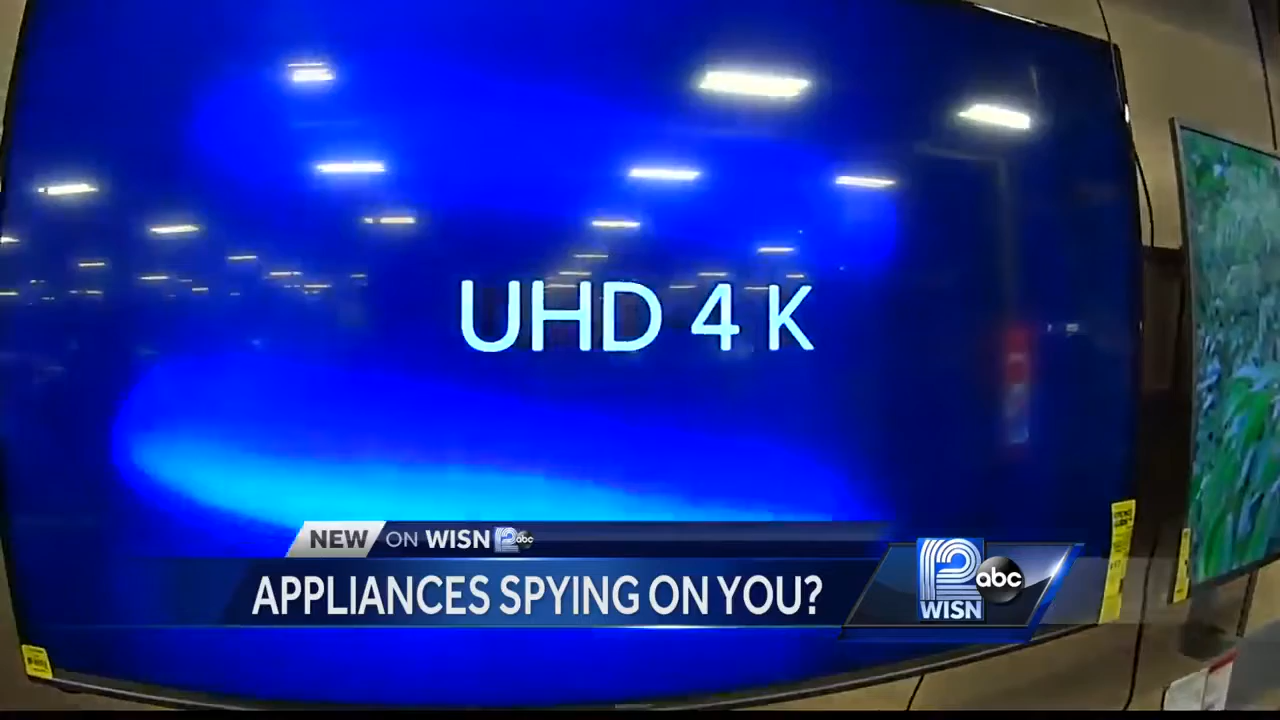 UHD 4 K
NEW ON WISN 12 abc
APPLIANCES SPYING ON YOU?
12 abc
WISN